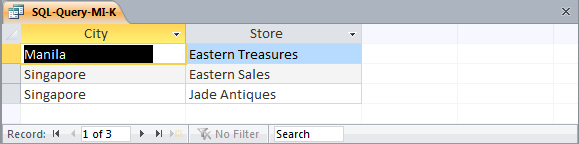 SQL-Query-MI-K
City Store
Manila Eastern Treasures
Singapore Eastern Sales
Singapore Jade Antiques
Record: 1 of 3 No Filter Search